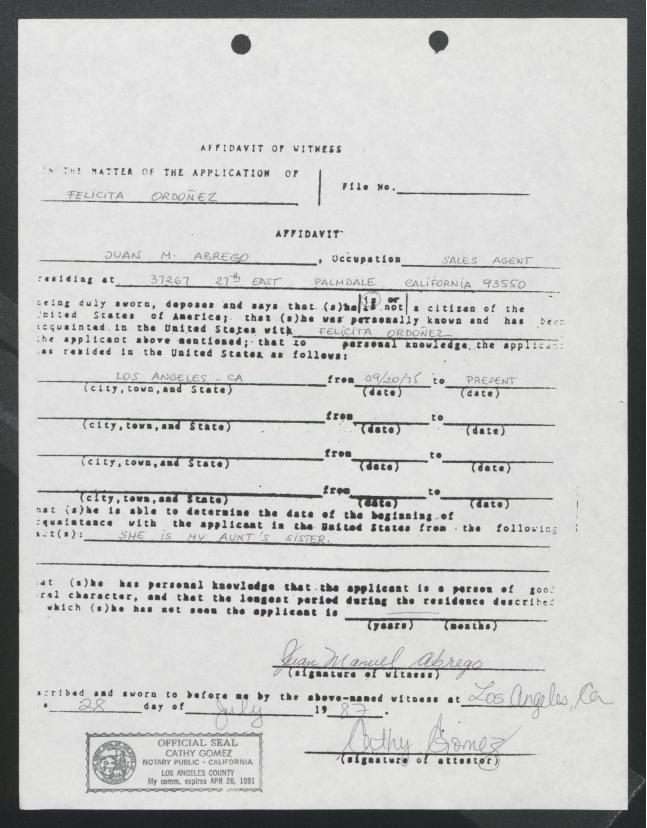 AFFIDAVIT OF WITNESS
THE MATTER OF THE APPLICATION OF
FELICITA ORDOÑEZ
File No.
AFFIDAVIT
JUAN M. ABREGO, Occupation SALES AGENT
residing at 37267 27th EAST PALMDALE CALIFORNIA 93550
being duly sworn, deposes and says that (s)he is or is not a citizen of the
United States of America; that (s)he was personally known and has been
acquainted in the United States with FELICITA ORDOÑEZ
the applicant above mentioned; that to personal knowledge, the applicant
as resided in the United States as follows:
LOS ANGELES - CA from 09/20/75 to PRESENT
(city,town,and State) (date) (date)
from to
(city,town,and State) (date) (date)
from to
(city,town,and State) (date) (date)
from to
(city,town,and State) (date) (date)
hat (s)he is able to determine the date of the beginning of
cquaintance with the applicant in the United States from the following
act(s): SHE IS MY AUNT'S SISTER.
at (s)he has personal knowledge that the applicant is a person of good
ral character, and that the longest period during the residence described
which (s)he has not seen the applicant is
(years) (months)
Juan Manuel Abrego
(signature of witness)
scribed and sworn to before me by the above-named witness at Los Angeles, Ca
s 28 day of July 1987.
Cathy Gomez
(signature of attestor)
OFFICIAL SEAL
CATHY GOMEZ
NOTARY PUBLIC - CALIFORNIA
LOS ANGELES COUNTY
My comm. expires APR 26, 1991